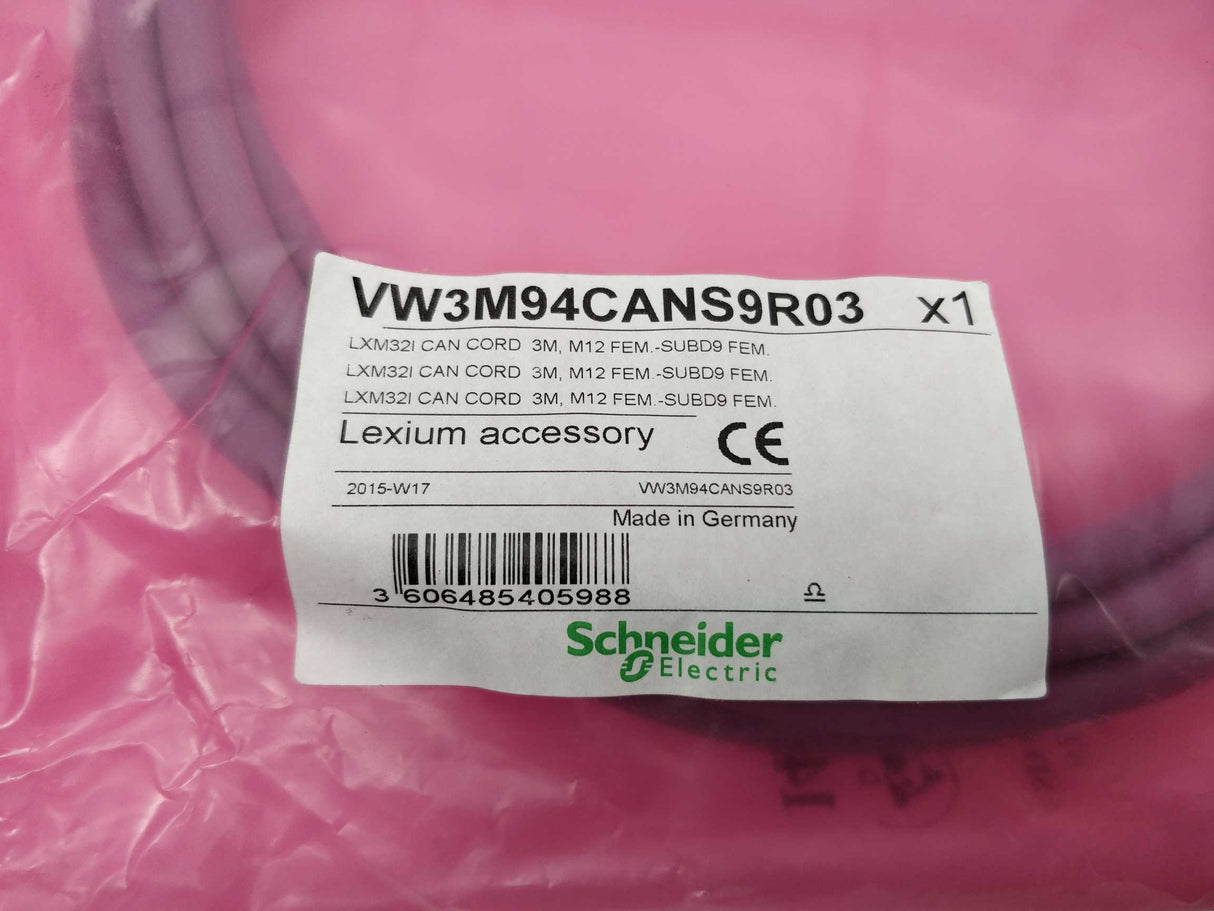 VW3M94CANS9R03 x1
LXM32I CAN CORD 3M, M12 FEM.-SUBD9 FEM.
LXM32I CAN CORD 3M, M12 FEM.-SUBD9 FEM.
LXM32I CAN CORD 3M, M12 FEM.-SUBD9 FEM.
Lexium accessory CE
2015-W17 VW3M94CANS9R03
Made in Germany
3 606485405988
Schneider
Electric